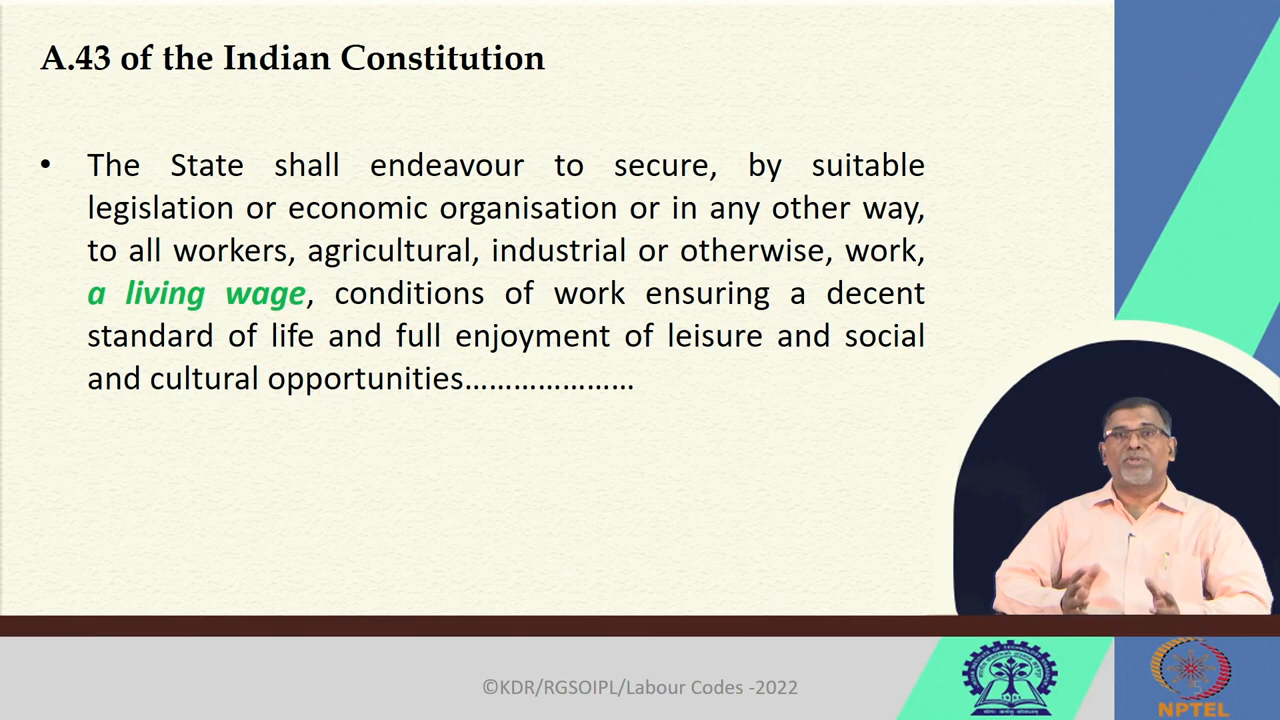 A.43 of the Indian Constitution
• The State shall endeavour to secure, by suitable
legislation or economic organisation or in any other way,
to all workers, agricultural, industrial or otherwise, work,
a living wage, conditions of work ensuring a decent
standard of life and full enjoyment of leisure and social
and cultural opportunities…………………
©KDR/RGSOIPL/Labour Codes -2022
NPTEL